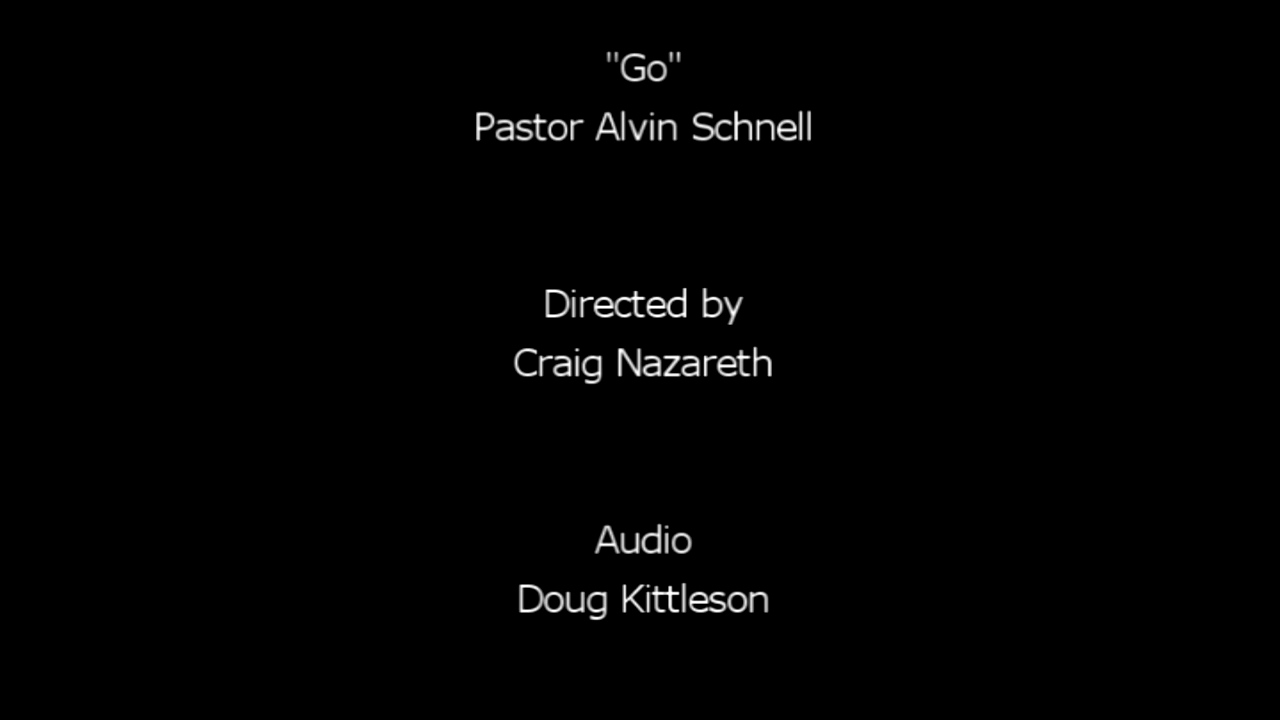 "Go"
Pastor Alvin Schnell
Directed by
Craig Nazareth
Audio
Doug Kittleson